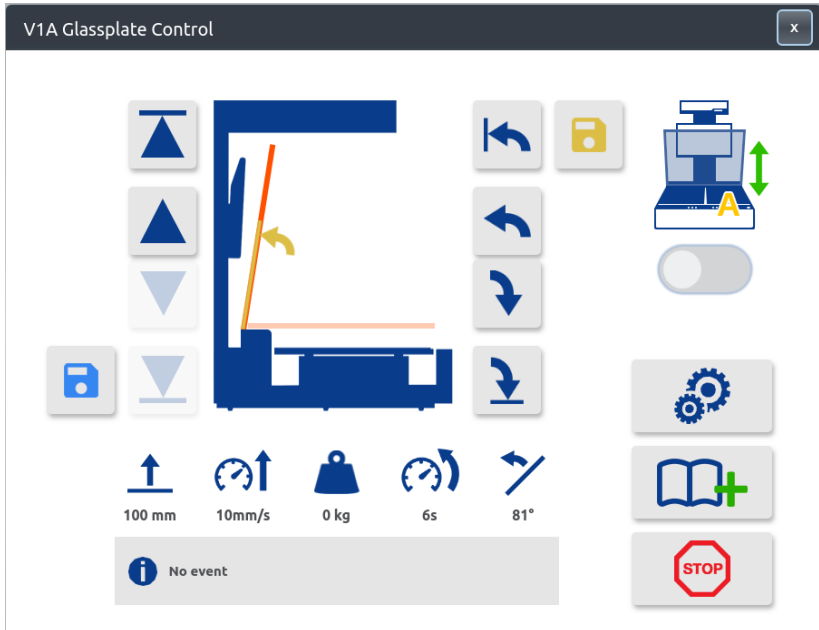 V1A Glassplate Control
x
A
100 mm
10mm/s
0 kg
6s
81°
No event
STOP